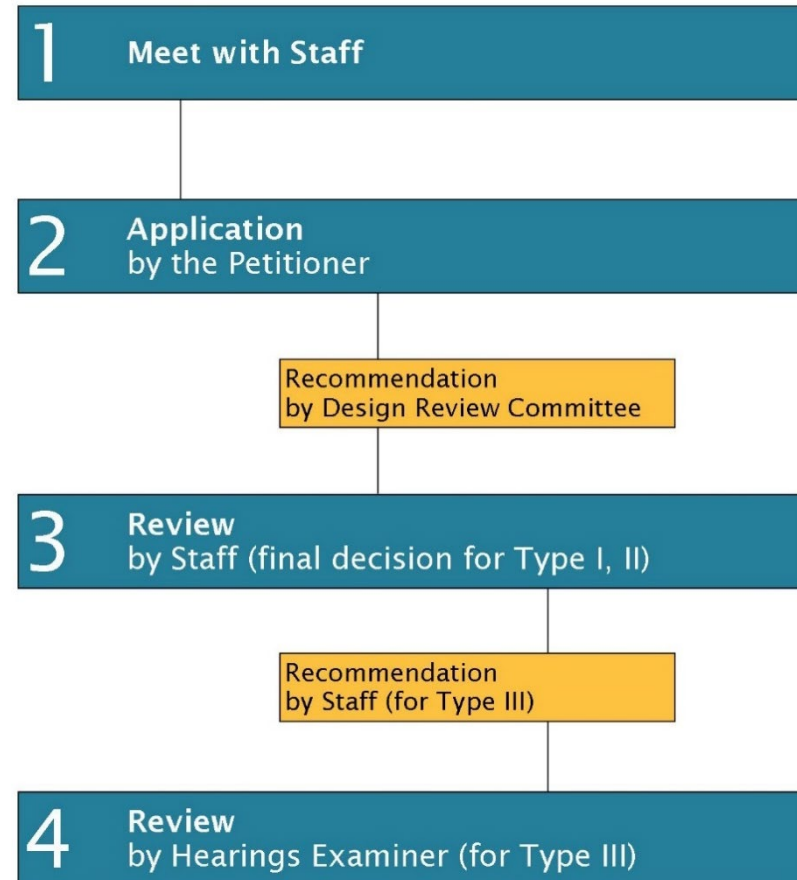 1 Meet with Staff
2 Application
by the Petitioner
Recommendation
by Design Review Committee
3 Review
by Staff (final decision for Type I, II)
Recommendation
by Staff (for Type III)
4 Review
by Hearings Examiner (for Type III)